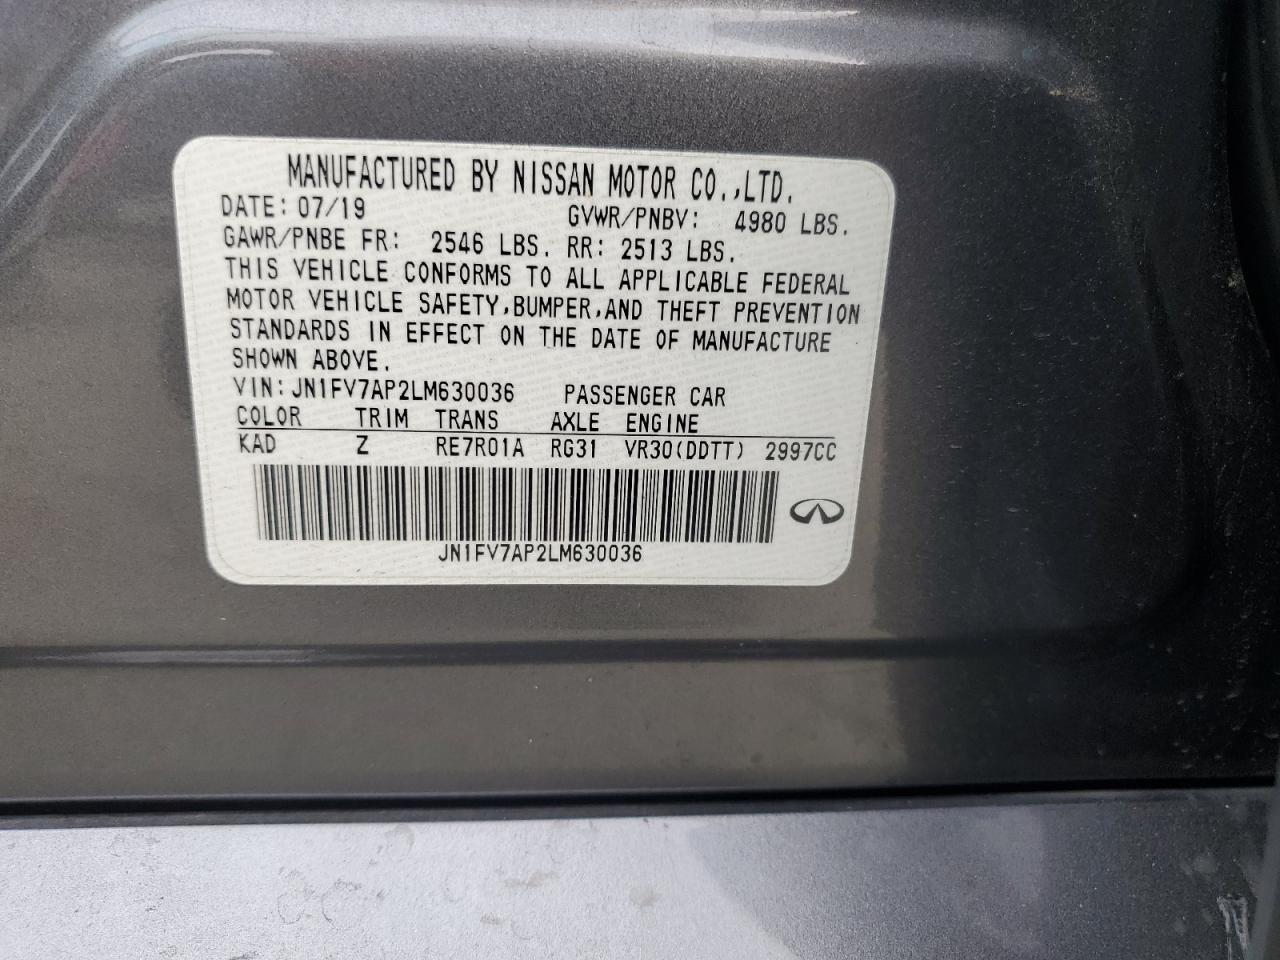 MANUFACTURED BY NISSAN MOTOR CO.,LTD.
DATE: 07/19 GVWR/PNBV: 4980 LBS.
GAWR/PNBE FR: 2546 LBS. RR: 2513 LBS.
THIS VEHICLE CONFORMS TO ALL APPLICABLE FEDERAL
MOTOR VEHICLE SAFETY,BUMPER,AND THEFT PREVENTION
STANDARDS IN EFFECT ON THE DATE OF MANUFACTURE
SHOWN ABOVE.
VIN:JN1FV7AP2LM630036 PASSENGER CAR
COLOR TRIM TRANS AXLE ENGINE
KAD Z RE7R01A RG31 VR30(DDTT) 2997CC
JN1FV7AP2LM630036